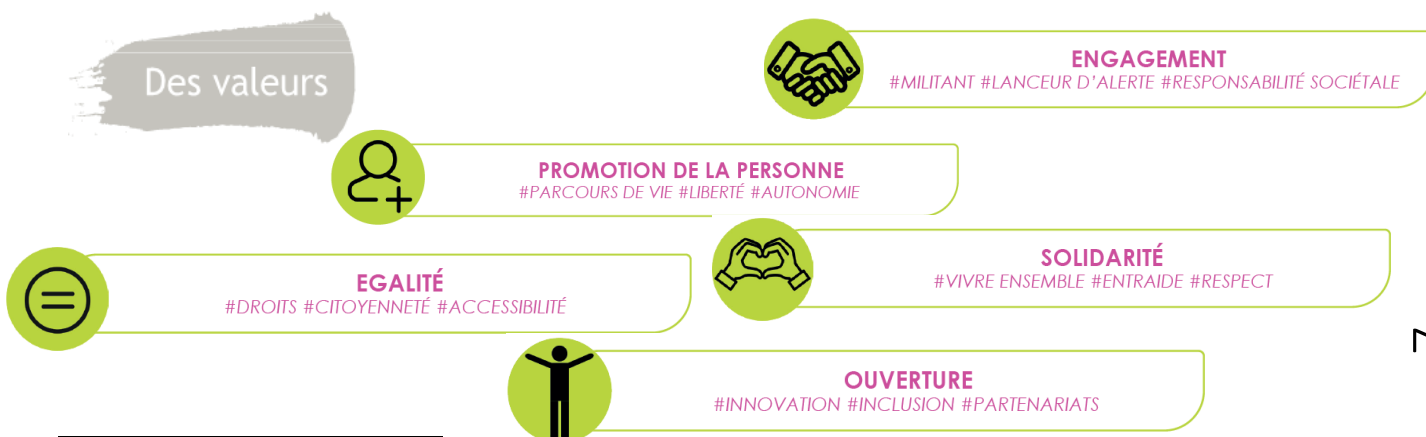 Des valeurs
ENGAGEMENT
#MILITANT #LANCEUR D'ALERTE #RESPONSABILITÉ SOCIÉTALE
PROMOTION DE LA PERSONNE
#PARCOURS DE VIE #LIBERTÉ #AUTONOMIE
SOLIDARITÉ
#VIVRE ENSEMBLE #ENTRAIDE #RESPECT
EGALITÉ
#DROITS #CITOYENNETÉ #ACCESSIBILITÉ
OUVERTURE
#INNOVATION #INCLUSION #PARTENARIATS